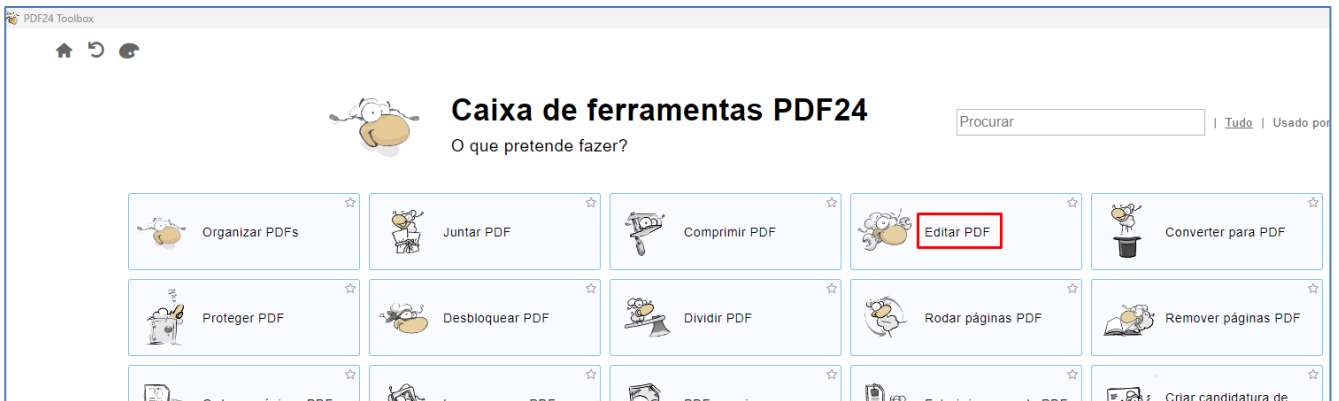 PDF24 Toolbox
Caixa de ferramentas PDF24
O que pretende fazer?
Procurar | Tudo | Usado por
Organizar PDFs
Juntar PDF
Comprimir PDF
Editar PDF
Converter para PDF
Proteger PDF
Desbloquear PDF
Dividir PDF
Rodar páginas PDF
Remover páginas PDF
Criar candidatura de